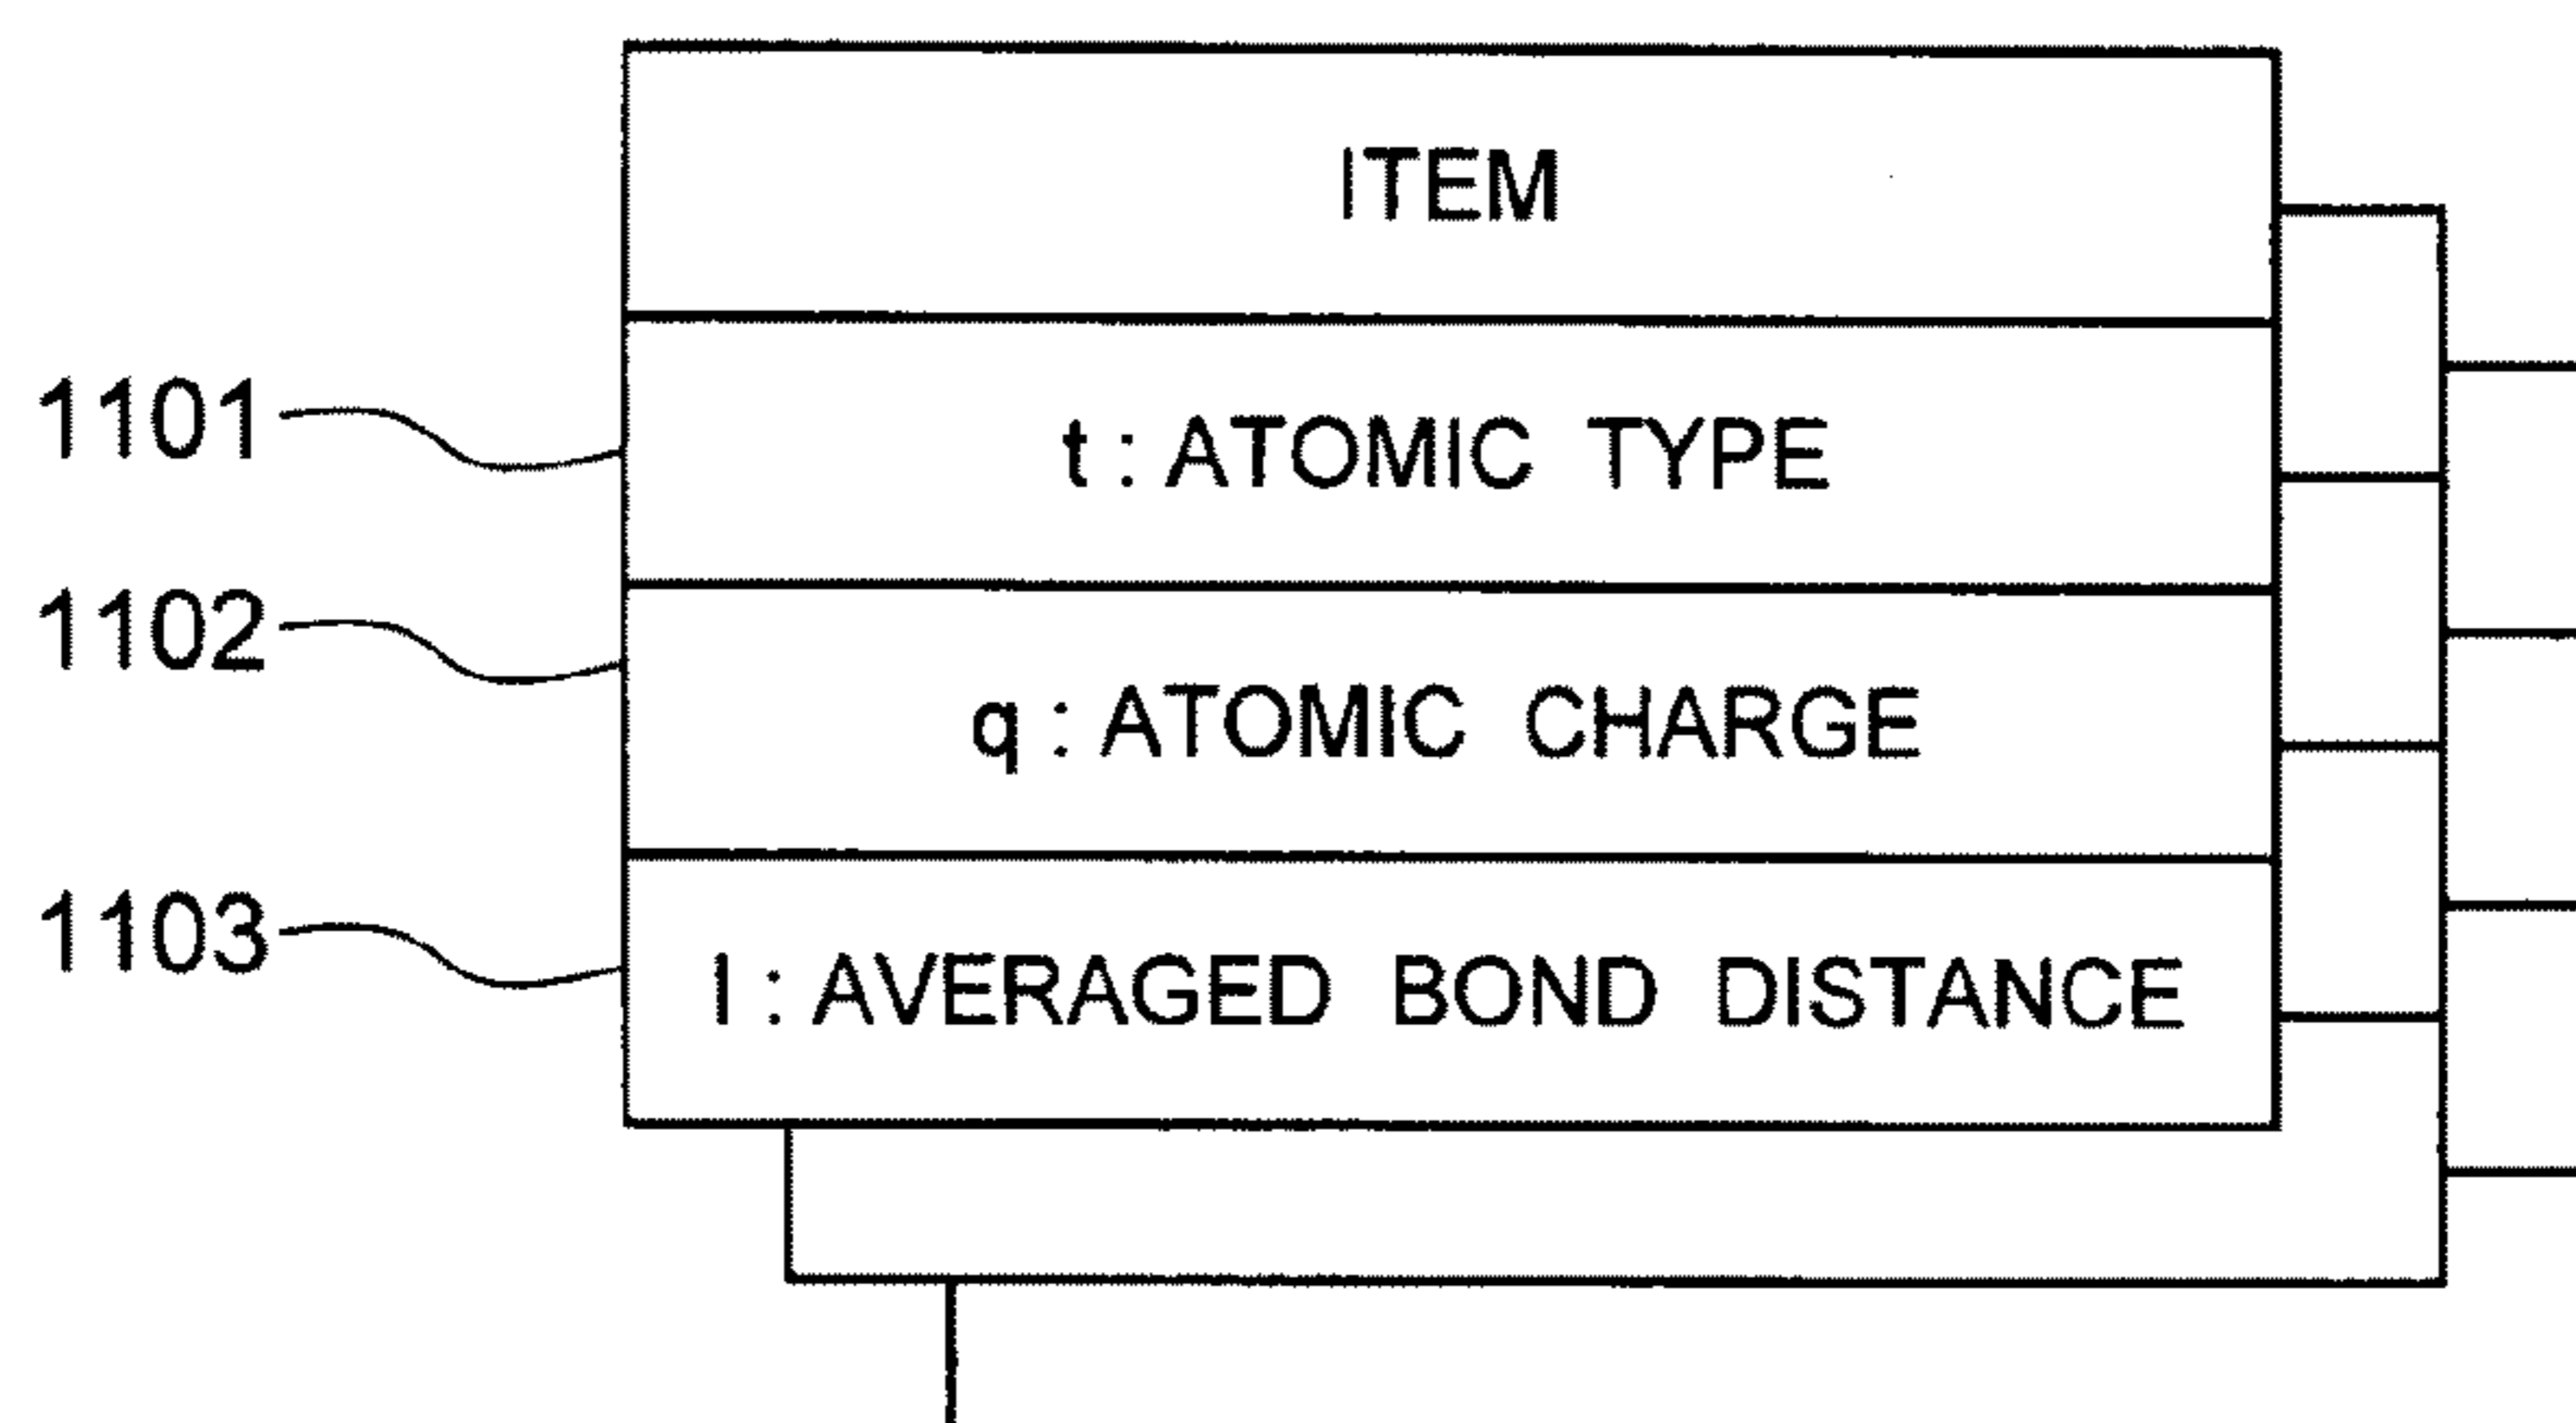 ITEM
1101
t : ATOMIC TYPE
1102
q : ATOMIC CHARGE
1103
l : AVERAGED BOND DISTANCE